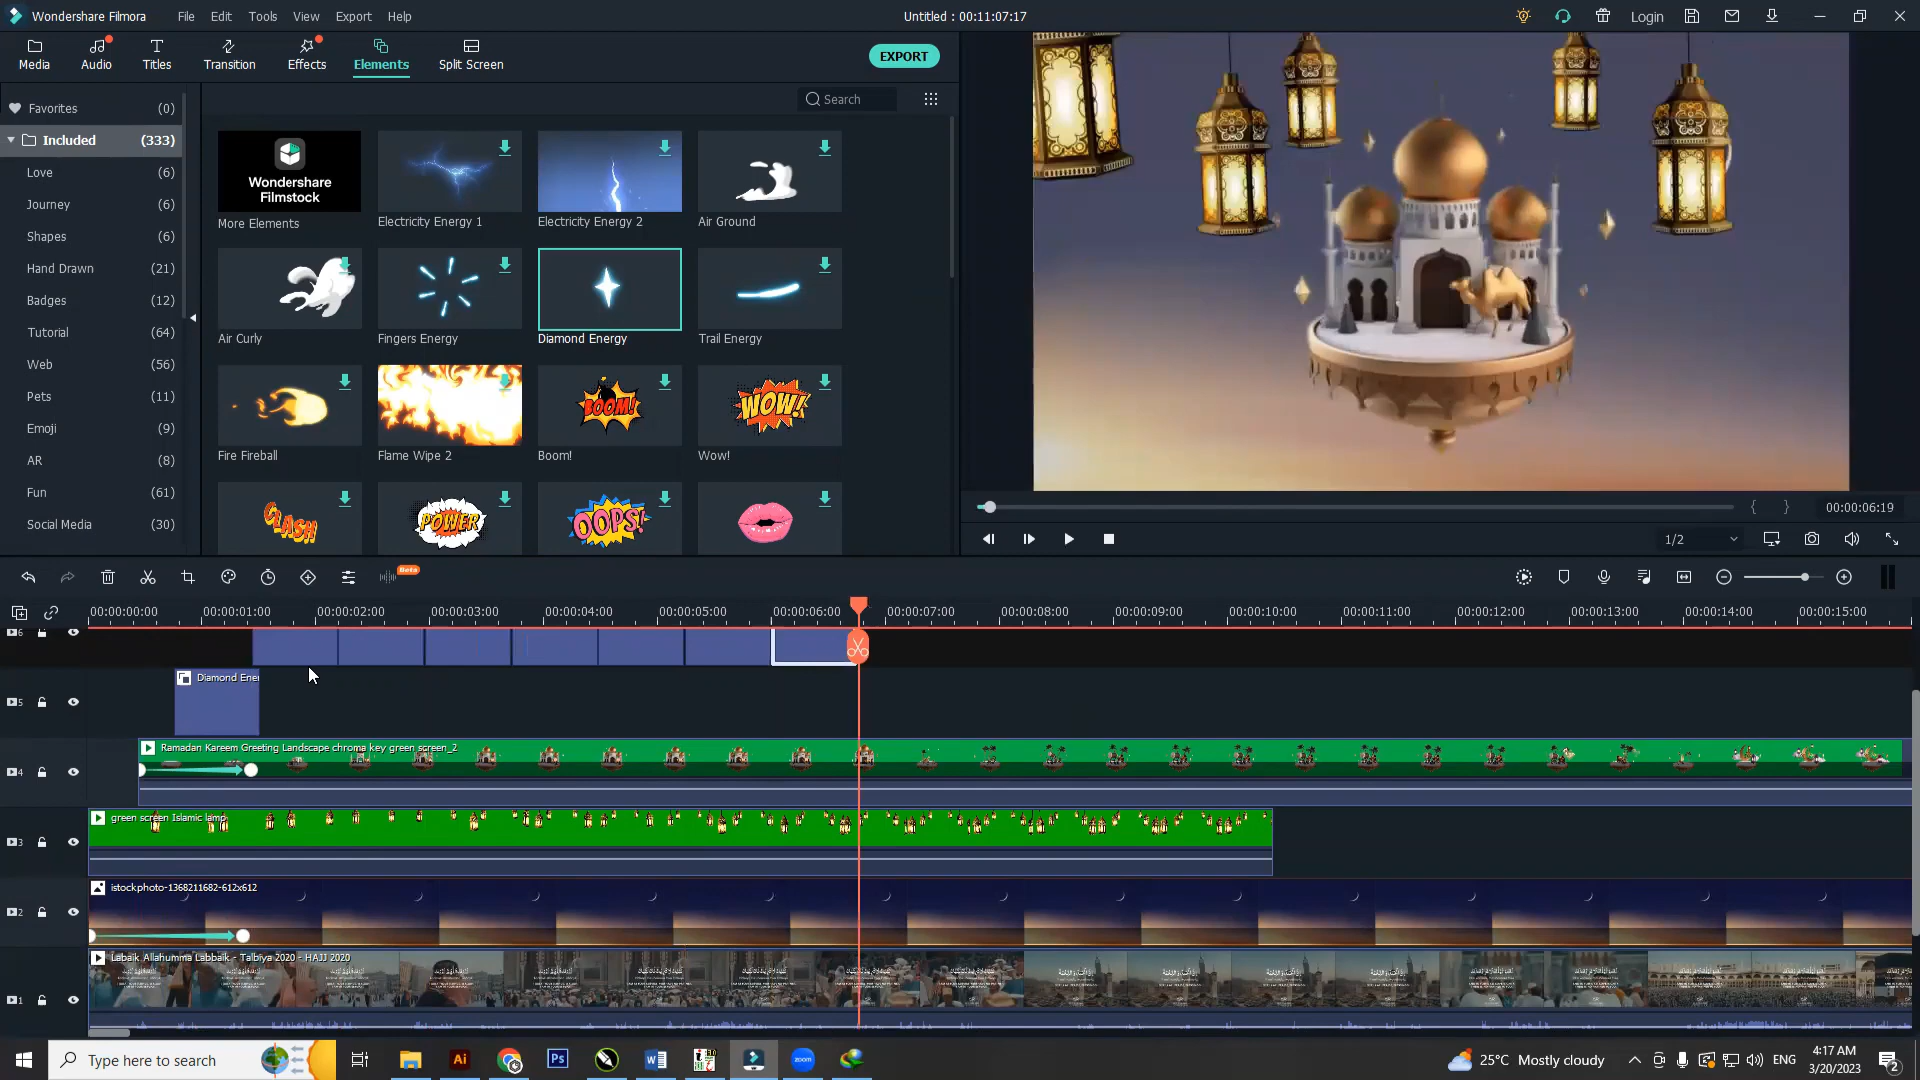 Wondershare Filmora
File Edit Tools View Export Help
Untitled : 00:11:07:17
Login
Media Audio Titles Transition Effects Elements Split Screen
EXPORT
Favorites (0)
Included (333)
Love (6)
Journey (6)
Shapes (6)
Hand Drawn (21)
Badges (12)
Tutorial (64)
Web (56)
Pets (11)
Emoji (9)
AR (8)
Fun (61)
Social Media (30)
Search
Wondershare
Filmstock
More Elements
Electricity Energy 1
Electricity Energy 2
Air Ground
Air Curly
Fingers Energy
Diamond Energy
Trail Energy
Fire Fireball
Flame Wipe 2
BOOM!
Boom!
WOW!
Wow!
CLASH
POWER
OOPS!
00:00:06:19
1/2
Beta
00:00:00:00 00:00:01:00 00:00:02:00 00:00:03:00 00:00:04:00 00:00:05:00 00:00:06:00 00:00:07:00 00:00:08:00 00:00:09:00 00:00:10:00 00:00:11:00 00:00:12:00 00:00:13:00 00:00:14:00 00:00:15:00
6
5
Diamond Ener
4
Ramadan Kareem Greeting Landscape chroma key green screen_2
3
green screen Islamic lamp
2
istockphoto-1368211682-612x612
1
Labaik Allahumma Labbaik - Talbiya 2020 - HAJJ 2020
Type here to search
Ai
Ps
W
zoom
25°C Mostly cloudy
ENG
4:17 AM
3/20/2023
2